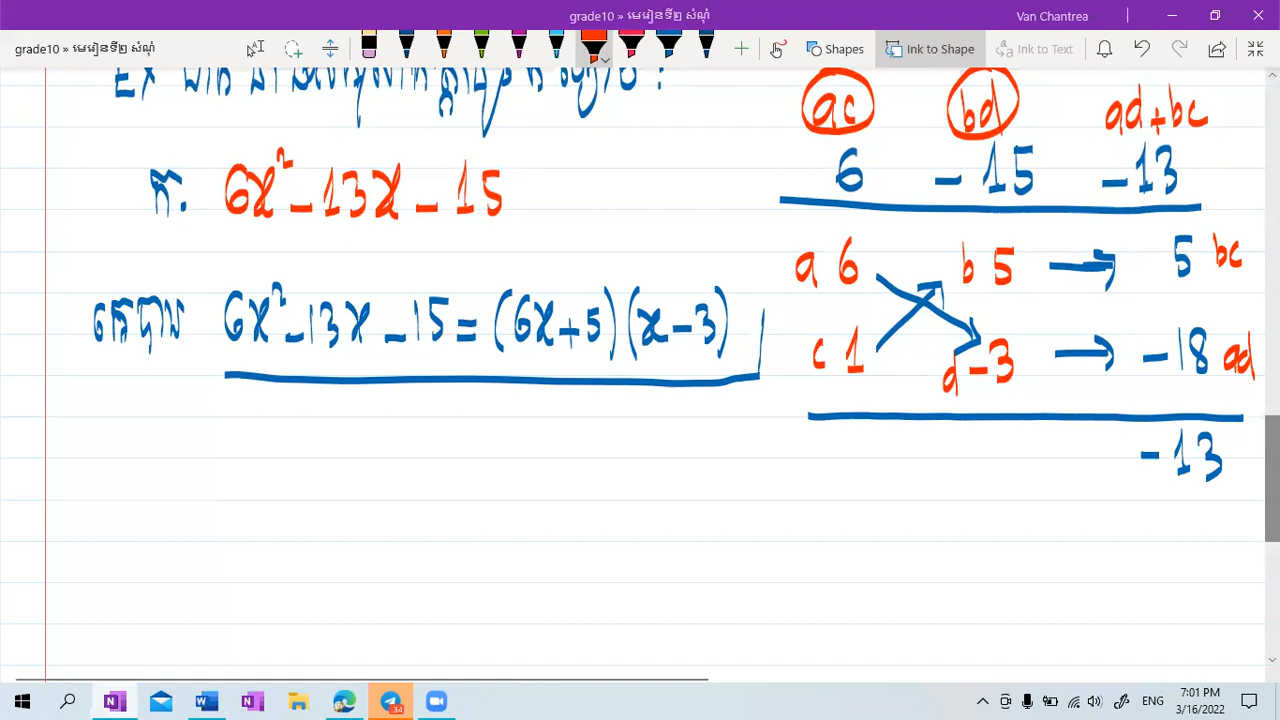 grade10 » មេរៀនទី២ សំណុំ
Van Chantrea
grade10 » មេរៀនទី២ សំណុំ
Shapes
Ink to Shape
Ink to Text
Ex
ac bd ad+bc
6 -15 -13
ក. 6x² - 13x - 15
a 6 b 5 → 5 bc
គេបាន 6x² - 13x - 15 = (6x + 5)(x - 3)
c 1 d -3 → -18 ad
-13
34
ENG
7:01 PM
3/16/2022